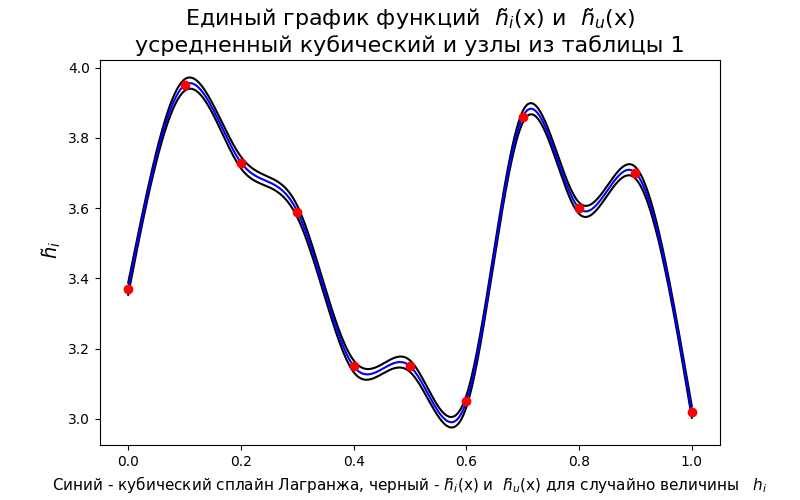 Единый график функций ñ̃ᵢ(x) и ñ̃ᵤ(x)
усредненный кубический и узлы из таблицы 1
4.0
3.8
3.6
3.4
3.2
3.0
h̃ᵢ
0.0 0.2 0.4 0.6 0.8 1.0
Синий - кубический сплайн Лагранжа, черный - ñᵢ(x) и ñᵤ(x) для случайно величины hᵢ